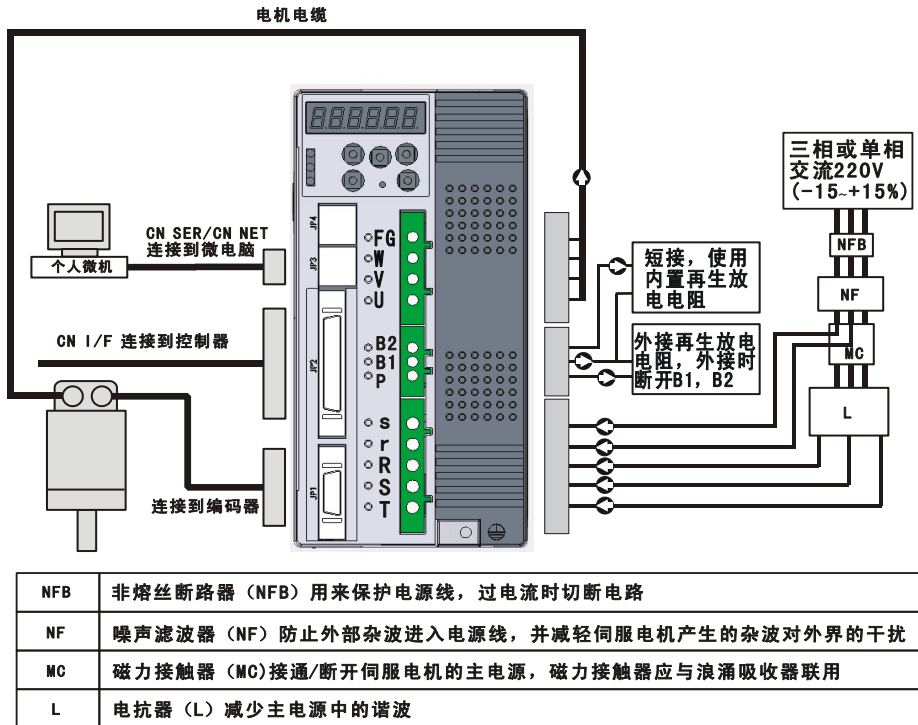 电机电缆
888888
三相或单相
交流220V
(-15~+15%)
NFB
NF
MC
L
JP4
JP3
JP2
JP1
FG
W
V
U
B2
B1
P
s
r
R
S
T
CN SER/CN NET
连接到微电脑
个人微机
CN I/F 连接到控制器
连接到编码器
短接，使用
内置再生放
电电阻
外接再生放电
电阻，外接时
断开B1，B2
NFB 非熔丝断路器（NFB）用来保护电源线，过电流时切断电路
NF 噪声滤波器（NF）防止外部杂波进入电源线，并减轻伺服电机产生的杂波对外界的干扰
MC 磁力接触器（MC)接通/断开伺服电机的主电源，磁力接触器应与浪涌吸收器联用
L 电抗器（L）减少主电源中的谐波